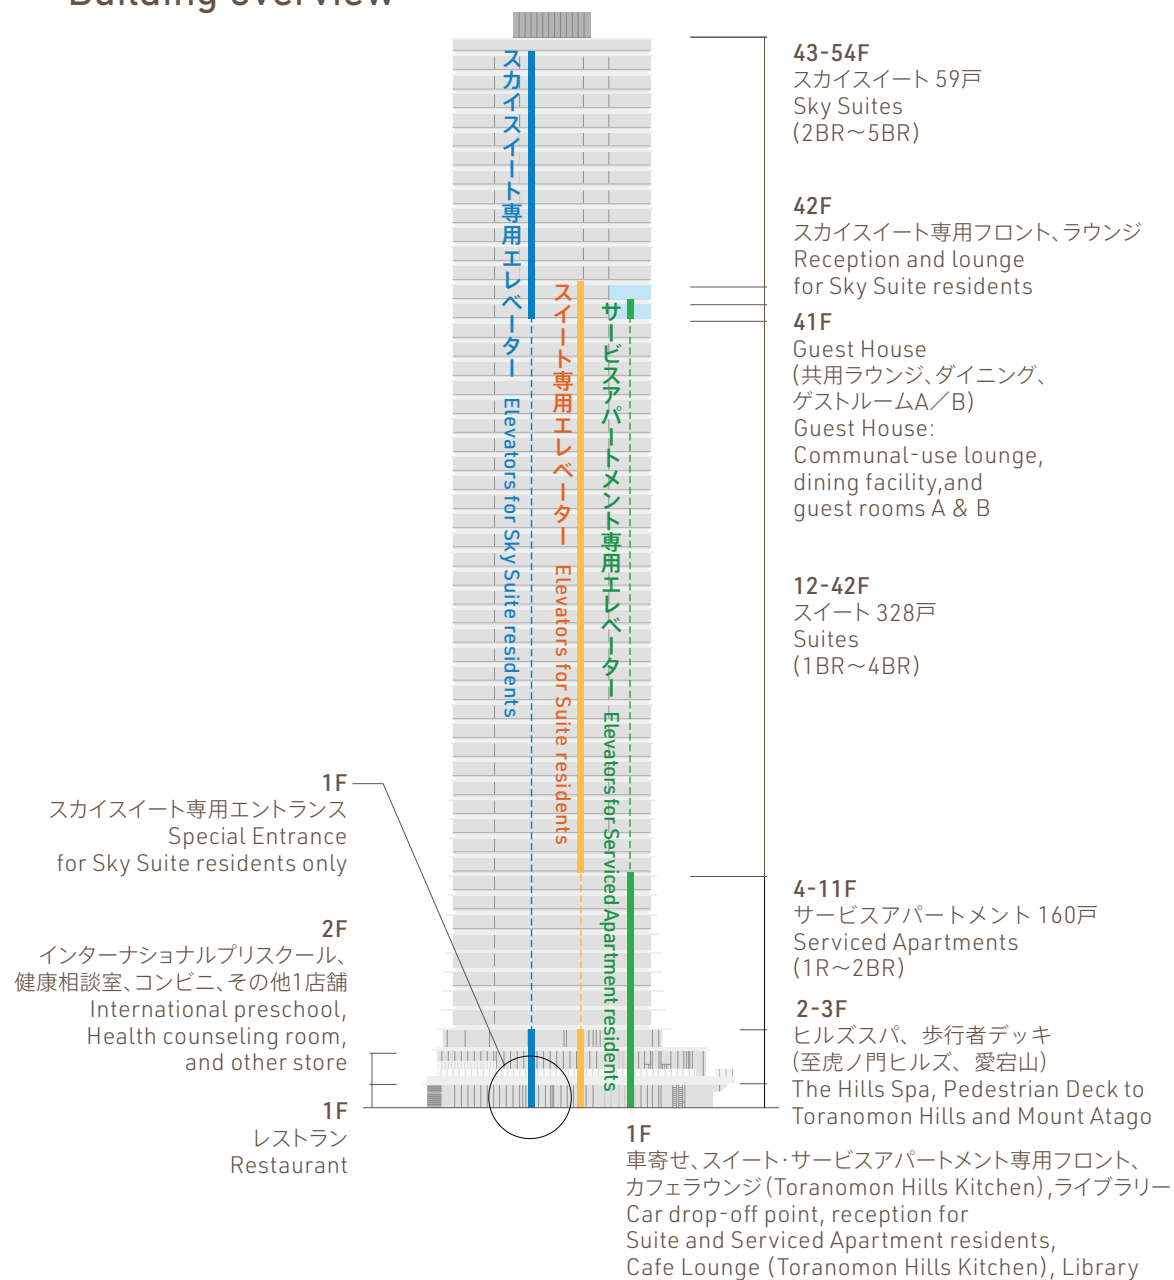 Building overview
43-54F
スカイスイート 59戸
Sky Suites
(2BR～5BR)
42F
スカイスイート専用フロント、ラウンジ
Reception and lounge
for Sky Suite residents
41F
Guest House
(共用ラウンジ、ダイニング、
ゲストルームA／B)
Guest House:
Communal-use lounge,
dining facility,and
guest rooms A & B
12-42F
スイート 328戸
Suites
(1BR～4BR)
4-11F
サービスアパートメント 160戸
Serviced Apartments
(1R～2BR)
2-3F
ヒルズスパ、歩行者デッキ
(至虎ノ門ヒルズ、愛宕山)
The Hills Spa, Pedestrian Deck to
Toranomon Hills and Mount Atago
1F
車寄せ、スイート・サービスアパートメント専用フロント、
カフェラウンジ(Toranomon Hills Kitchen),ライブラリー
Car drop-off point, reception for
Suite and Serviced Apartment residents,
Cafe Lounge (Toranomon Hills Kitchen), Library
スカイスイート専用エレベーター Elevators for Sky Suite residents
スイート専用エレベーター Elevators for Suite residents
サービスアパートメント専用エレベーター Elevators for Serviced Apartment residents
1F
スカイスイート専用エントランス
Special Entrance
for Sky Suite residents only
2F
インターナショナルプリスクール、
健康相談室、コンビニ、その他1店舗
International preschool,
Health counseling room,
and other store
1F
レストラン
Restaurant